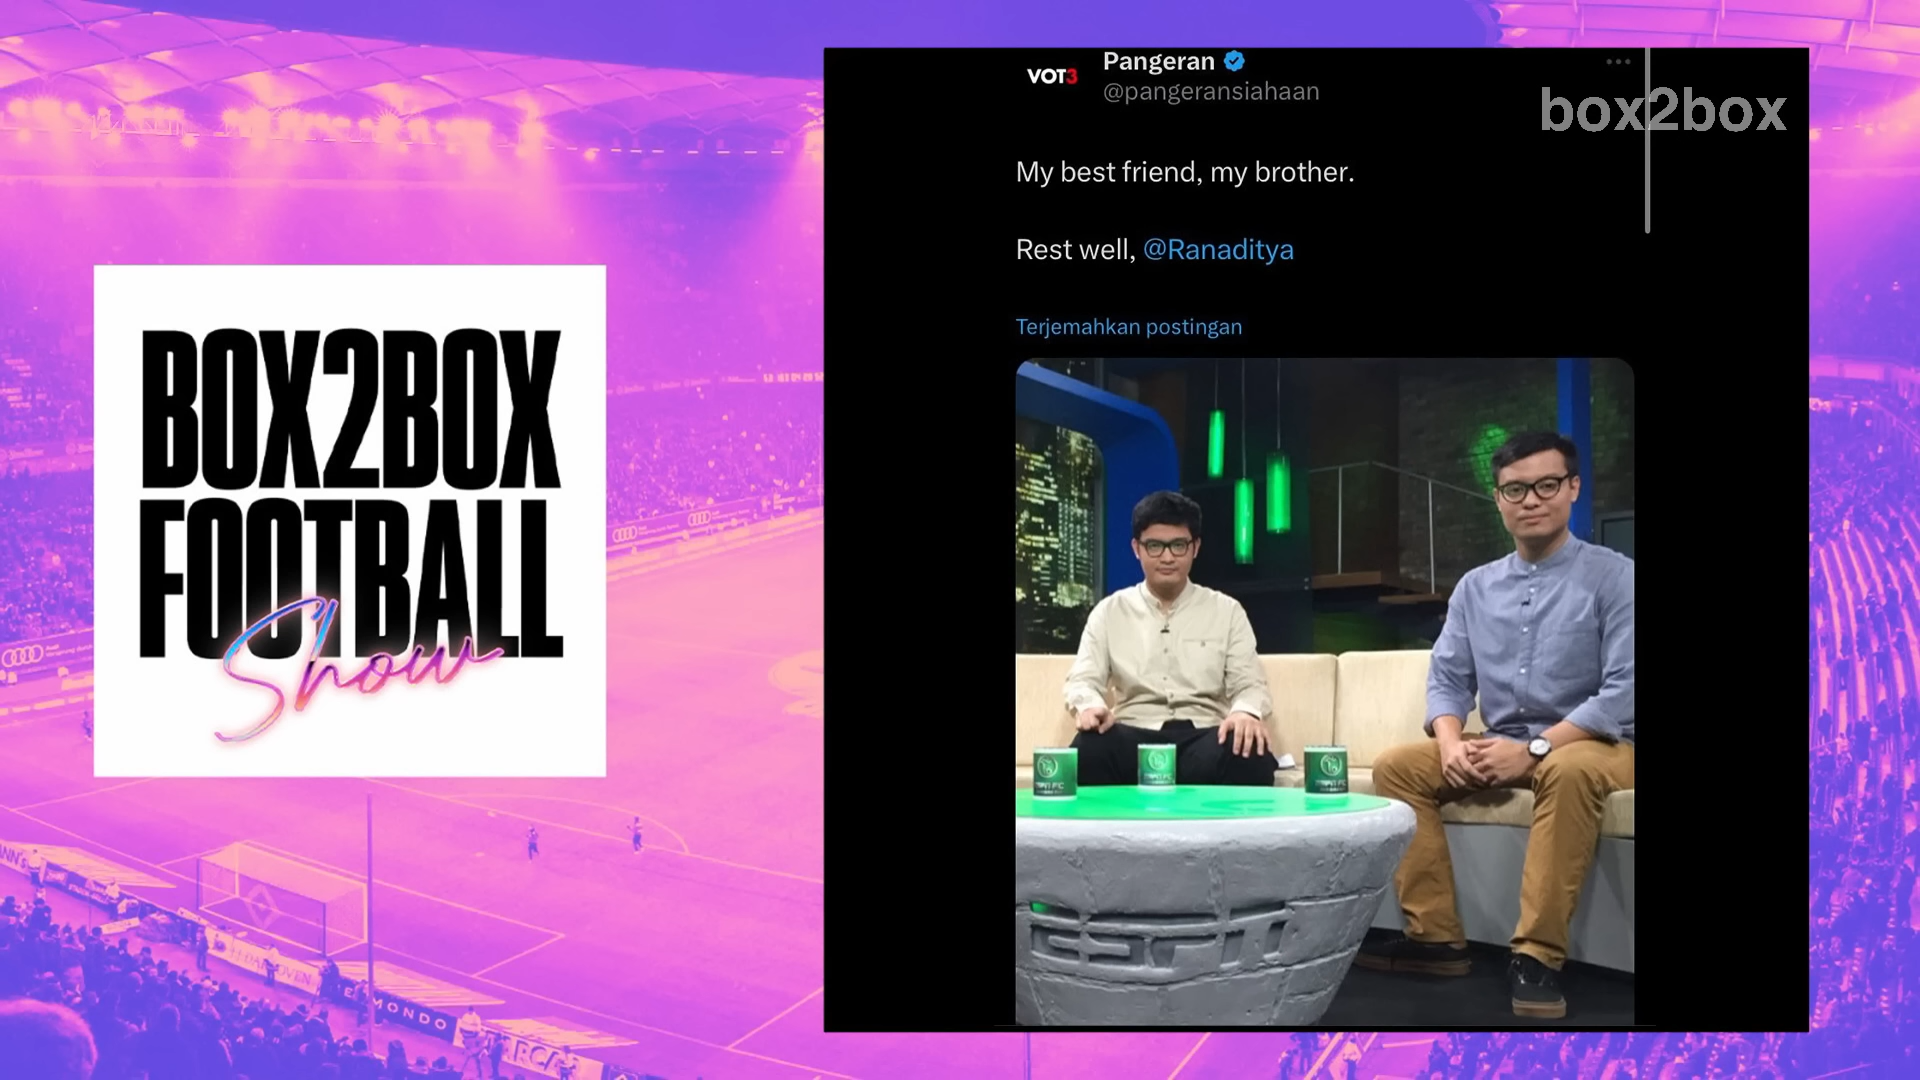 BOX2BOX
FOOTBALL
Show
VOT3
Pangeran
@pangeransiahaan
box2box
My best friend, my brother.
Rest well, @Ranaditya
Terjemahkan postingan
ESPN